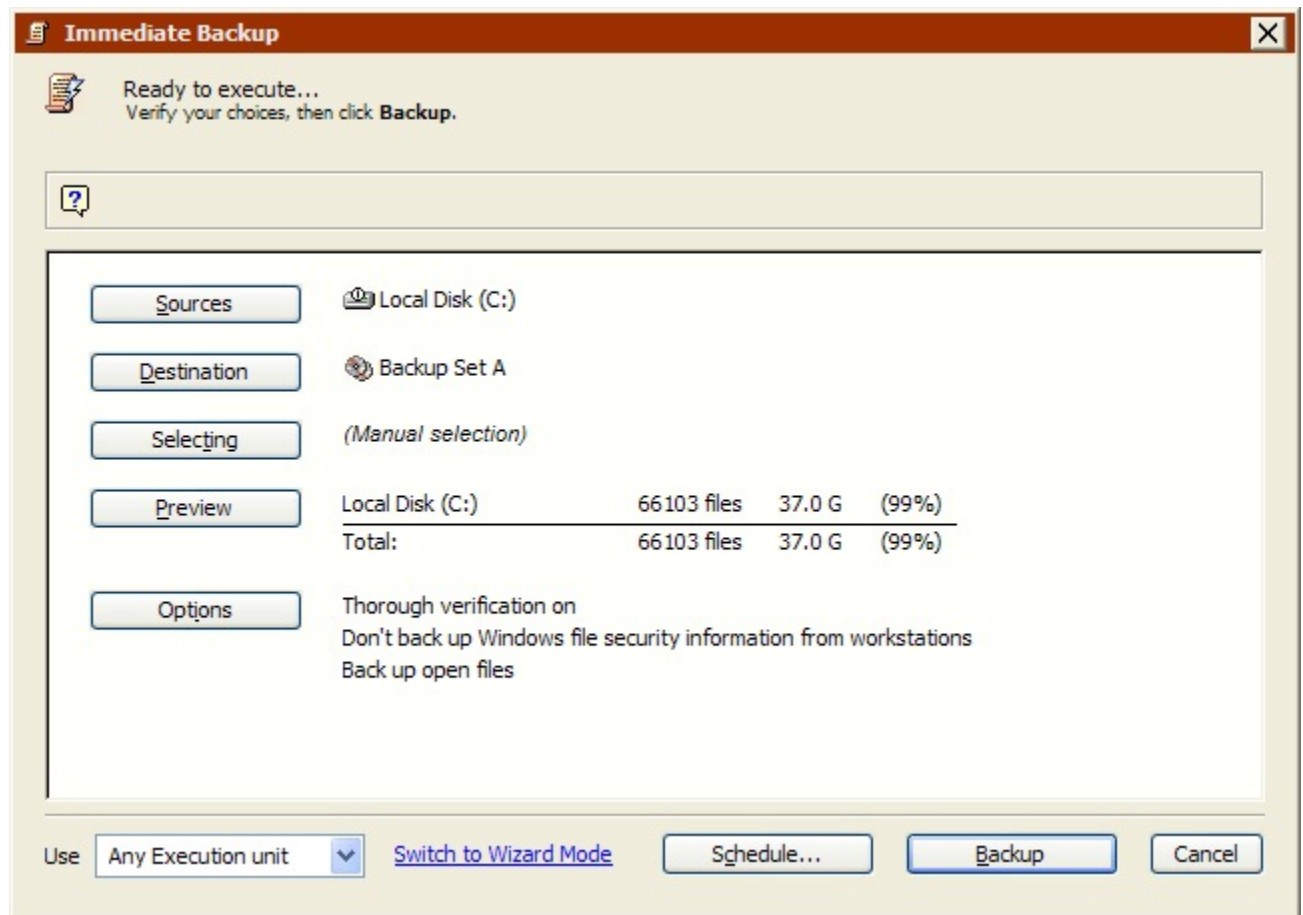 Immediate Backup
Ready to execute...
Verify your choices, then click Backup.
Sources Local Disk (C:)
Destination Backup Set A
Selecting (Manual selection)
Preview Local Disk (C:) 66103 files 37.0 G (99%)
Total: 66103 files 37.0 G (99%)
Options Thorough verification on
Don't back up Windows file security information from workstations
Back up open files
Use Any Execution unit Switch to Wizard Mode Schedule... Backup Cancel